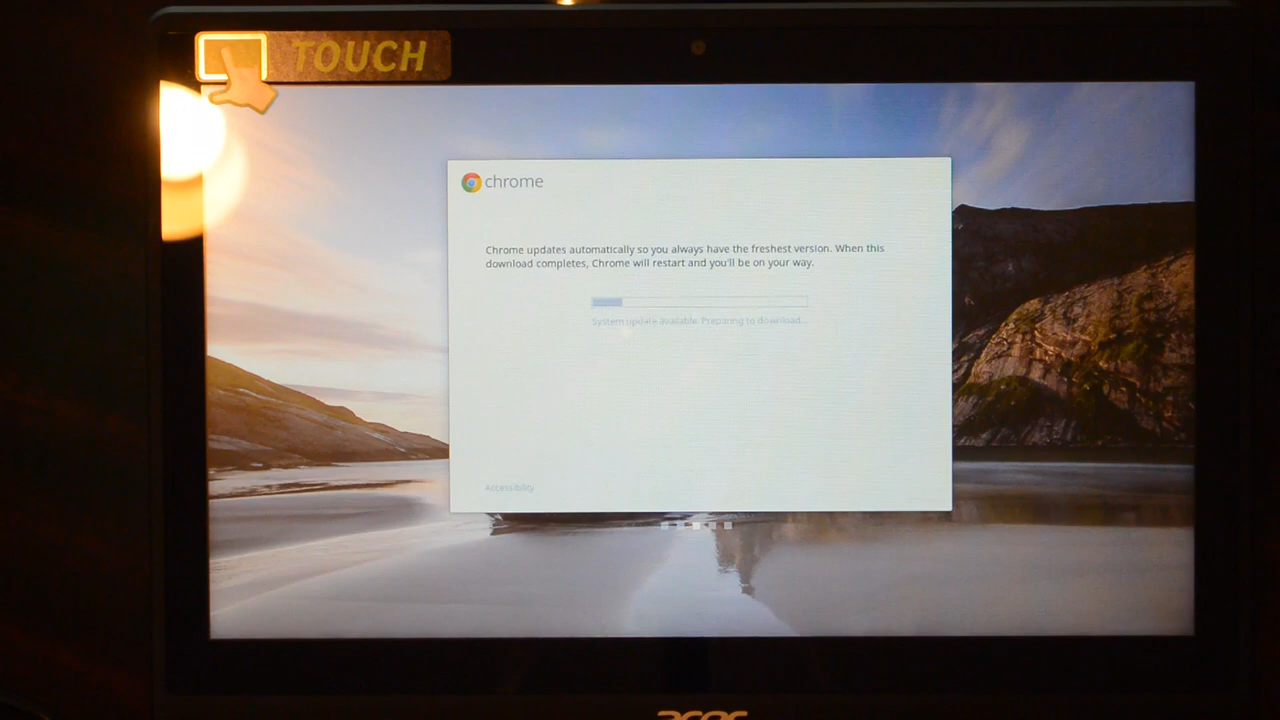 TOUCH
chrome
Chrome updates automatically so you always have the freshest version. When this
download completes, Chrome will restart and you'll be on your way.
System update available. Preparing to download...
Accessibility
acer